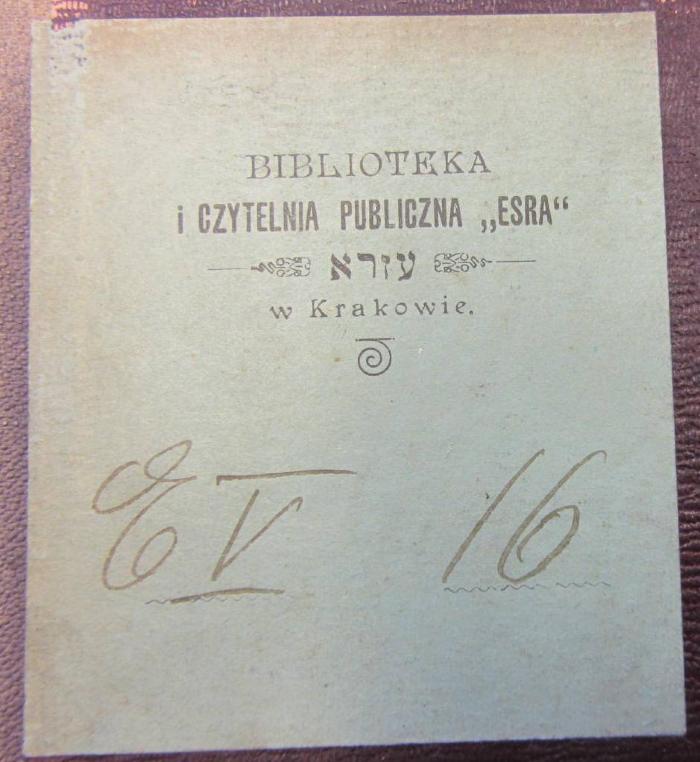 BIBLIOTEKA
i CZYTELNIA PUBLICZNA „ESRA“
עזרא
w Krakowie.
E V 16